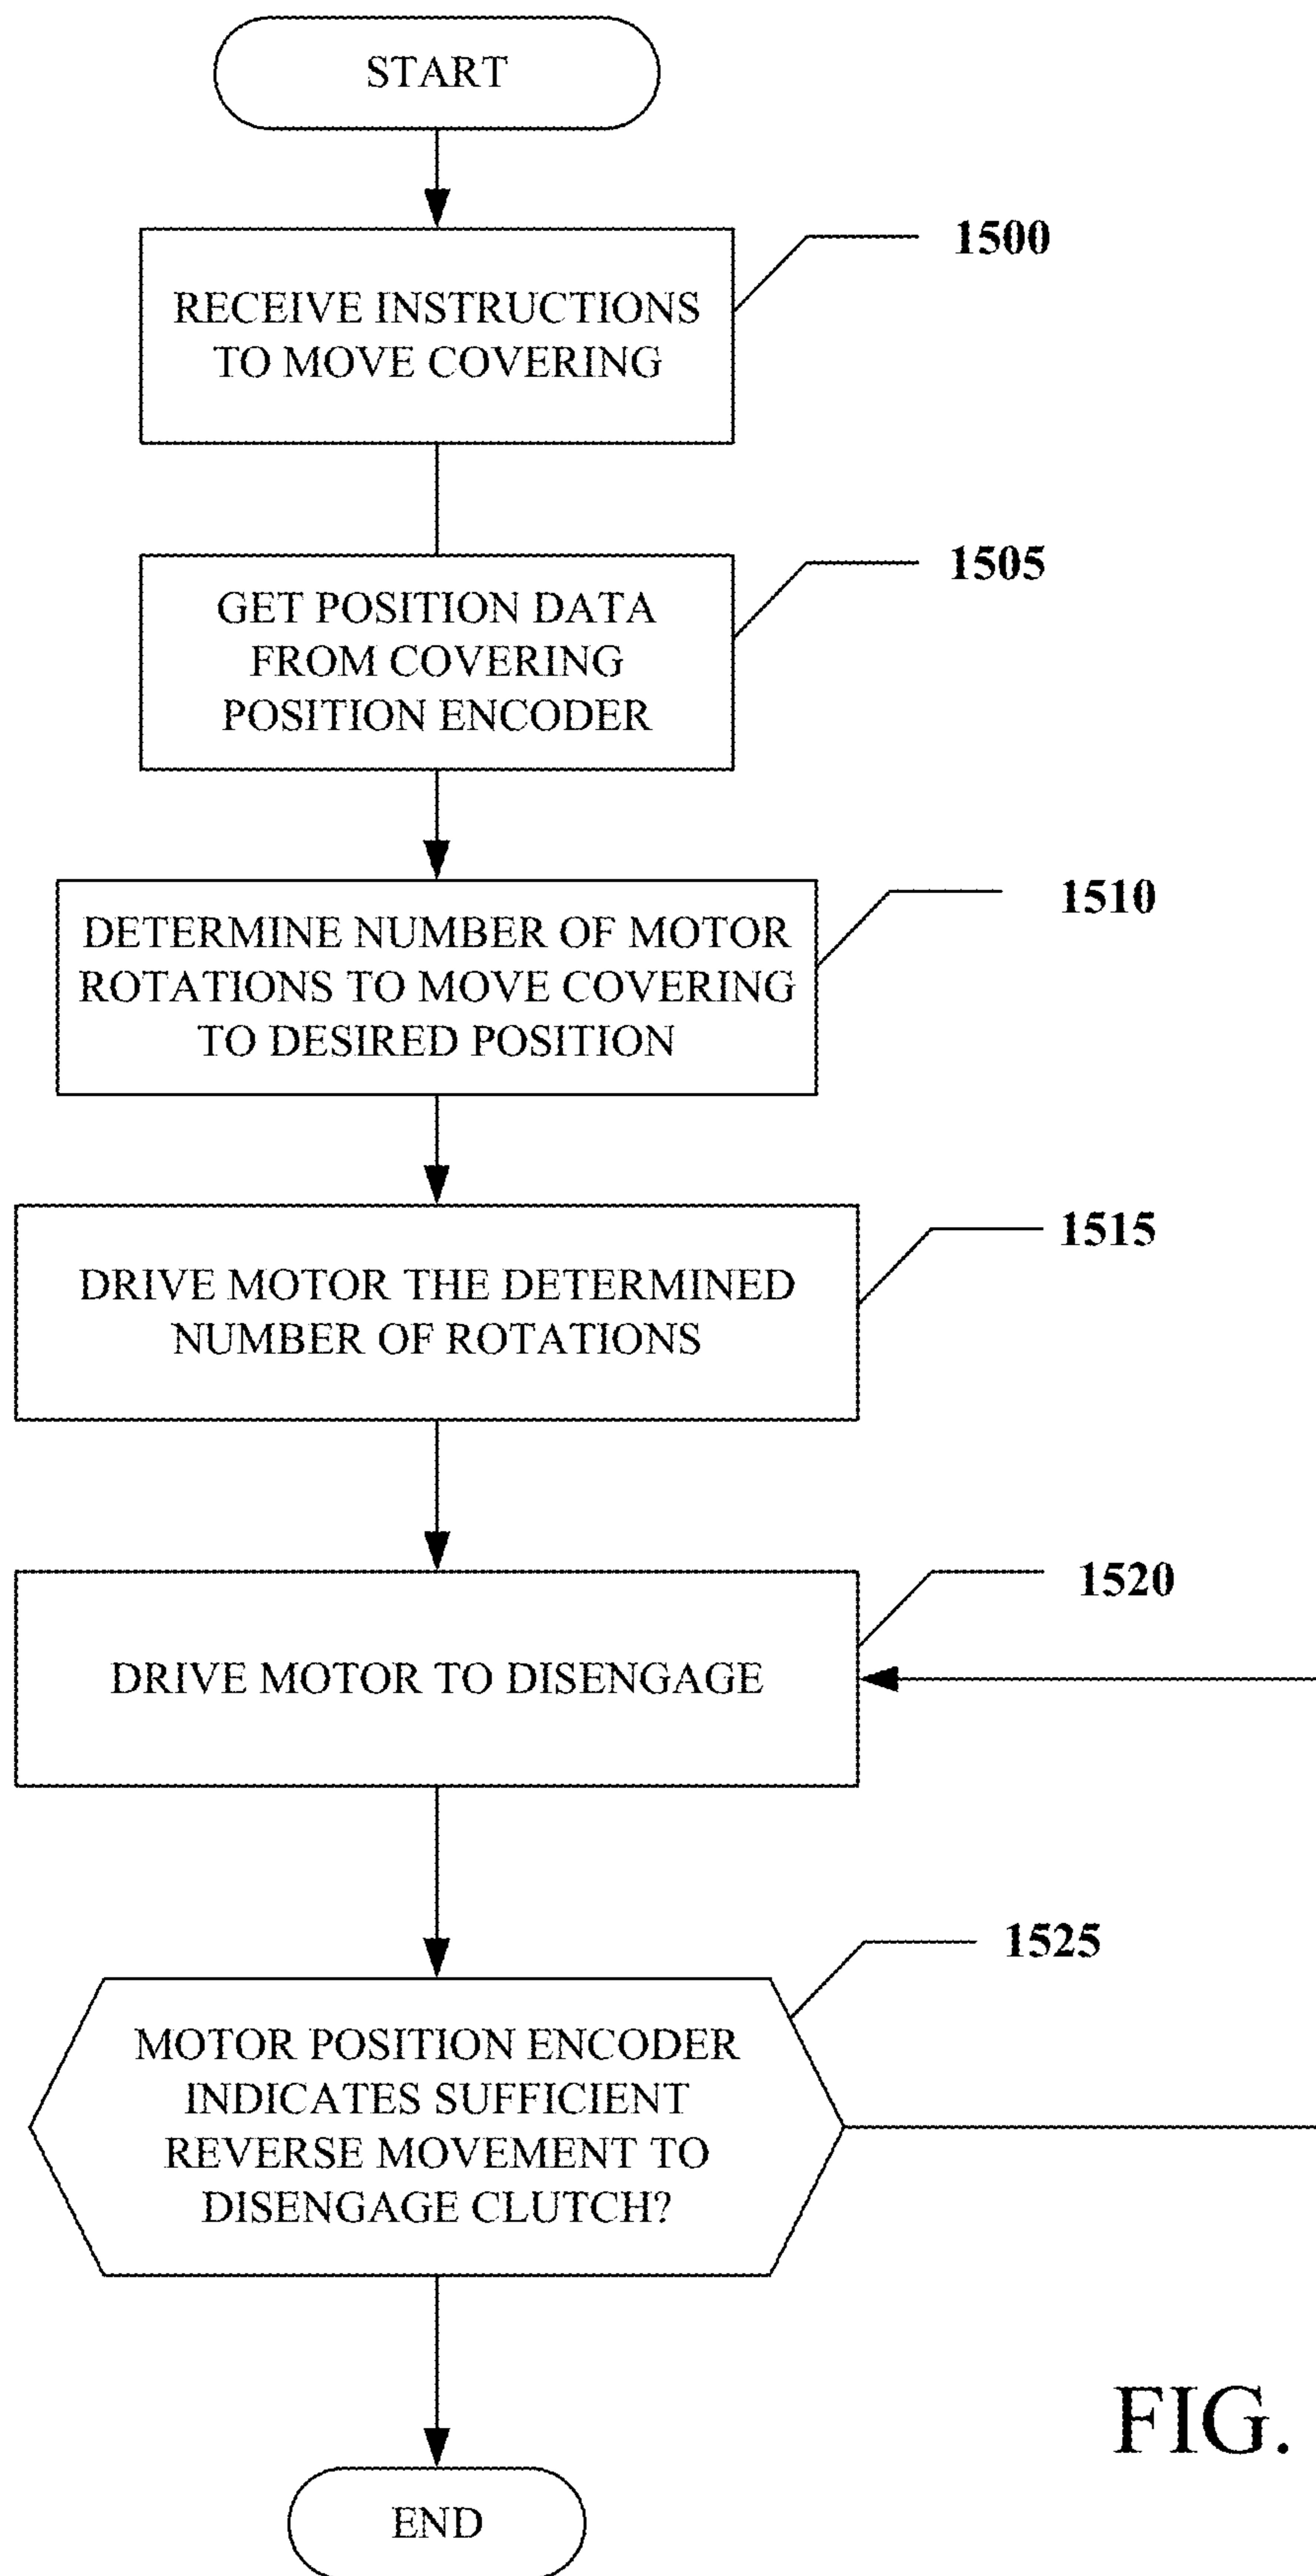 START
1500
RECEIVE INSTRUCTIONS
TO MOVE COVERING
1505
GET POSITION DATA
FROM COVERING
POSITION ENCODER
1510
DETERMINE NUMBER OF MOTOR
ROTATIONS TO MOVE COVERING
TO DESIRED POSITION
1515
DRIVE MOTOR THE DETERMINED
NUMBER OF ROTATIONS
1520
DRIVE MOTOR TO DISENGAGE
1525
MOTOR POSITION ENCODER
INDICATES SUFFICIENT
REVERSE MOVEMENT TO
DISENGAGE CLUTCH?
FIG.
END